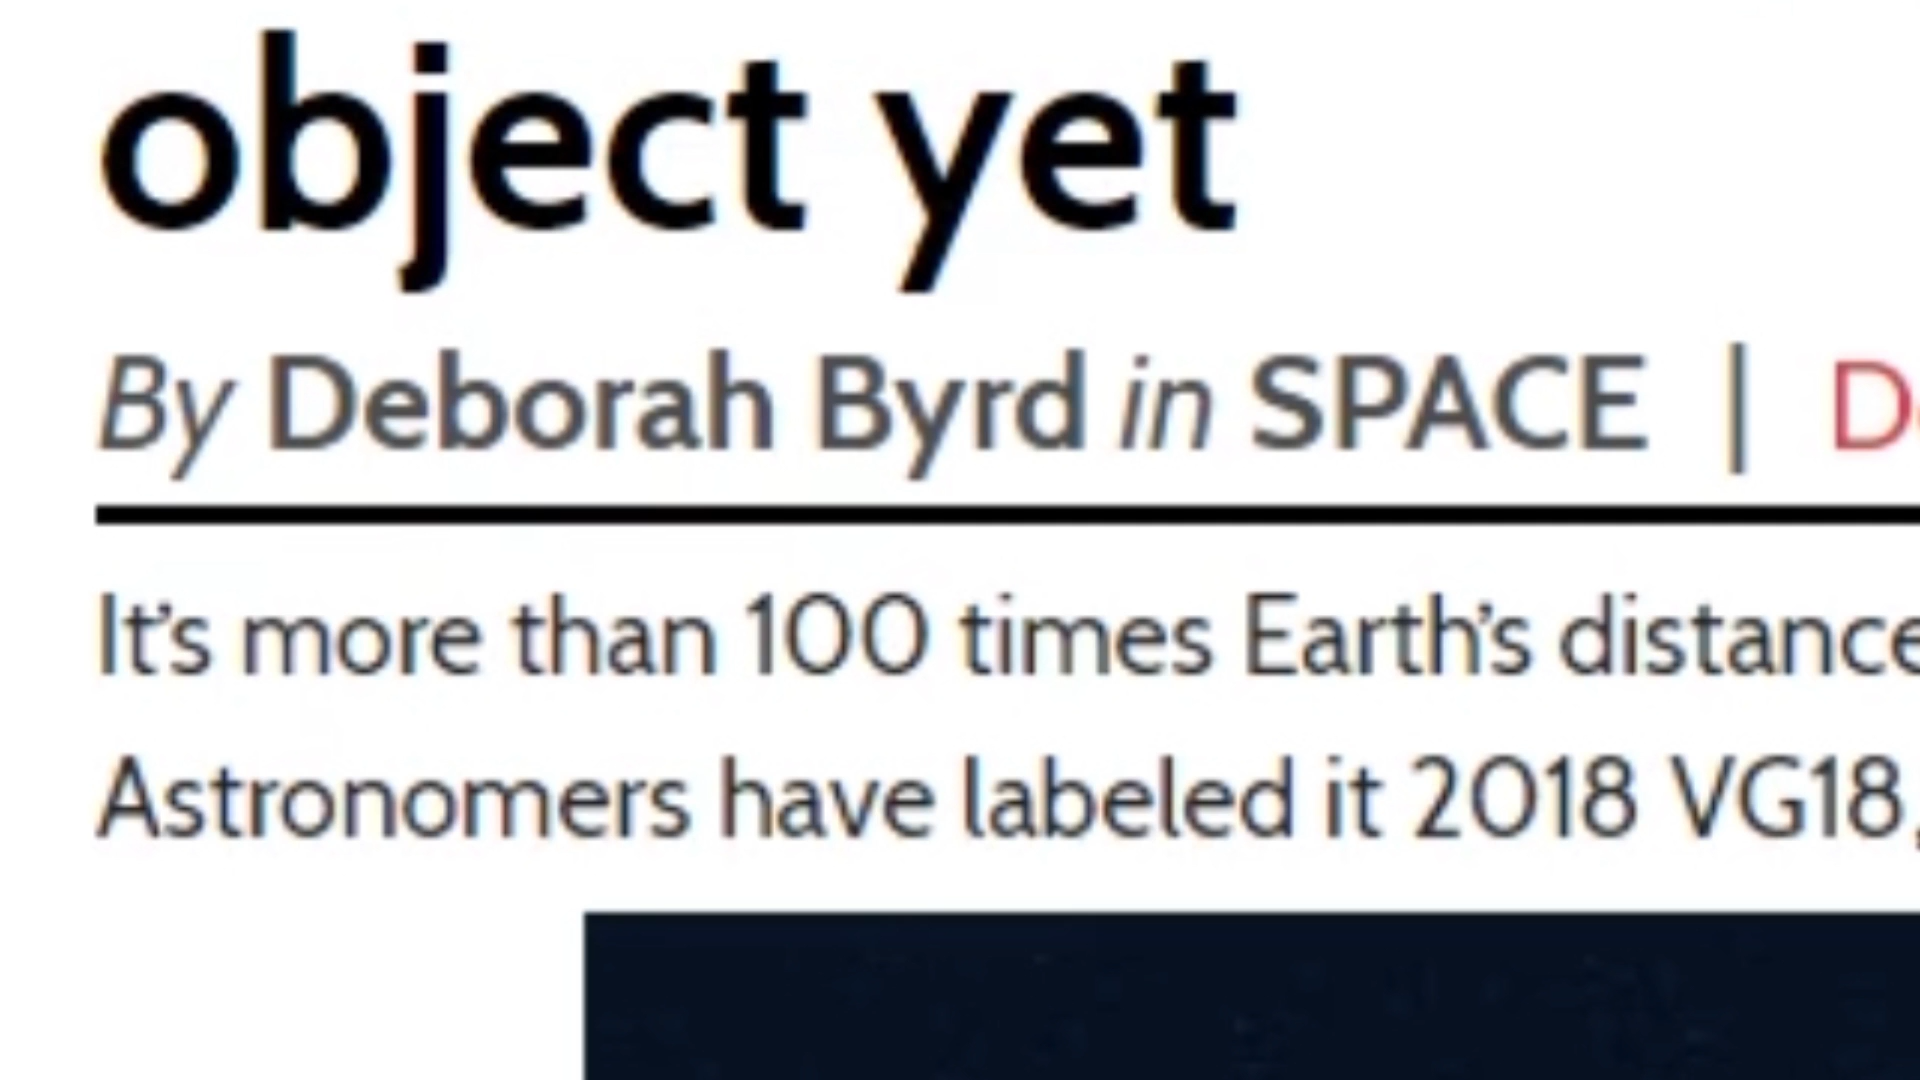 object yet
By Deborah Byrd in SPACE |
It's more than 100 times Earth's distance
Astronomers have labeled it 2018 VG18,